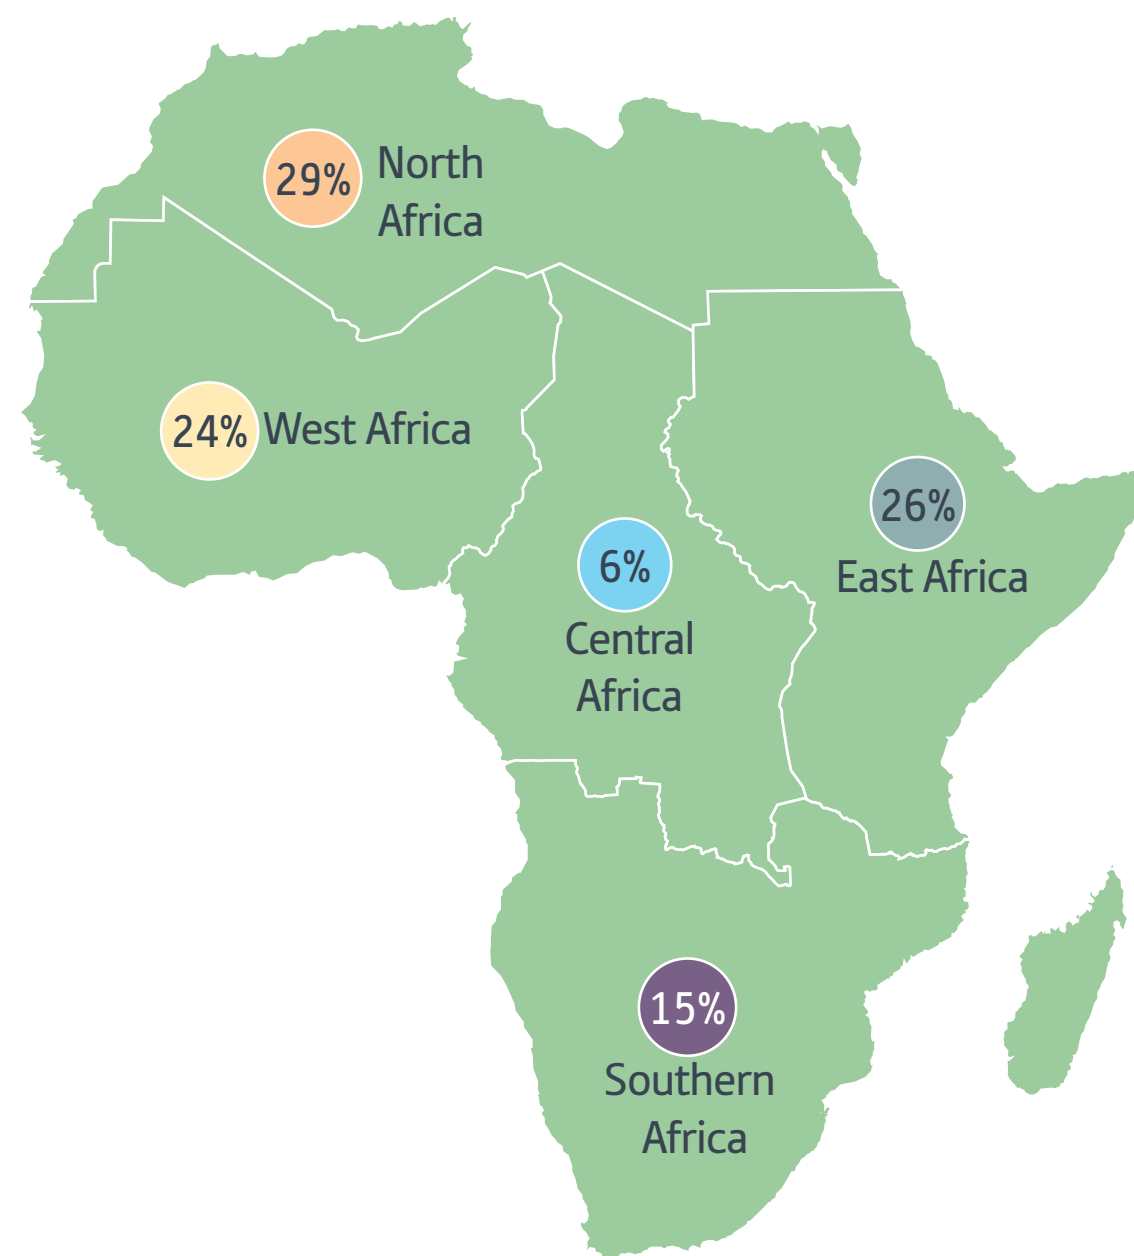 29%
North
Africa
24%
West Africa
26%
East Africa
6%
Central
Africa
15%
Southern
Africa